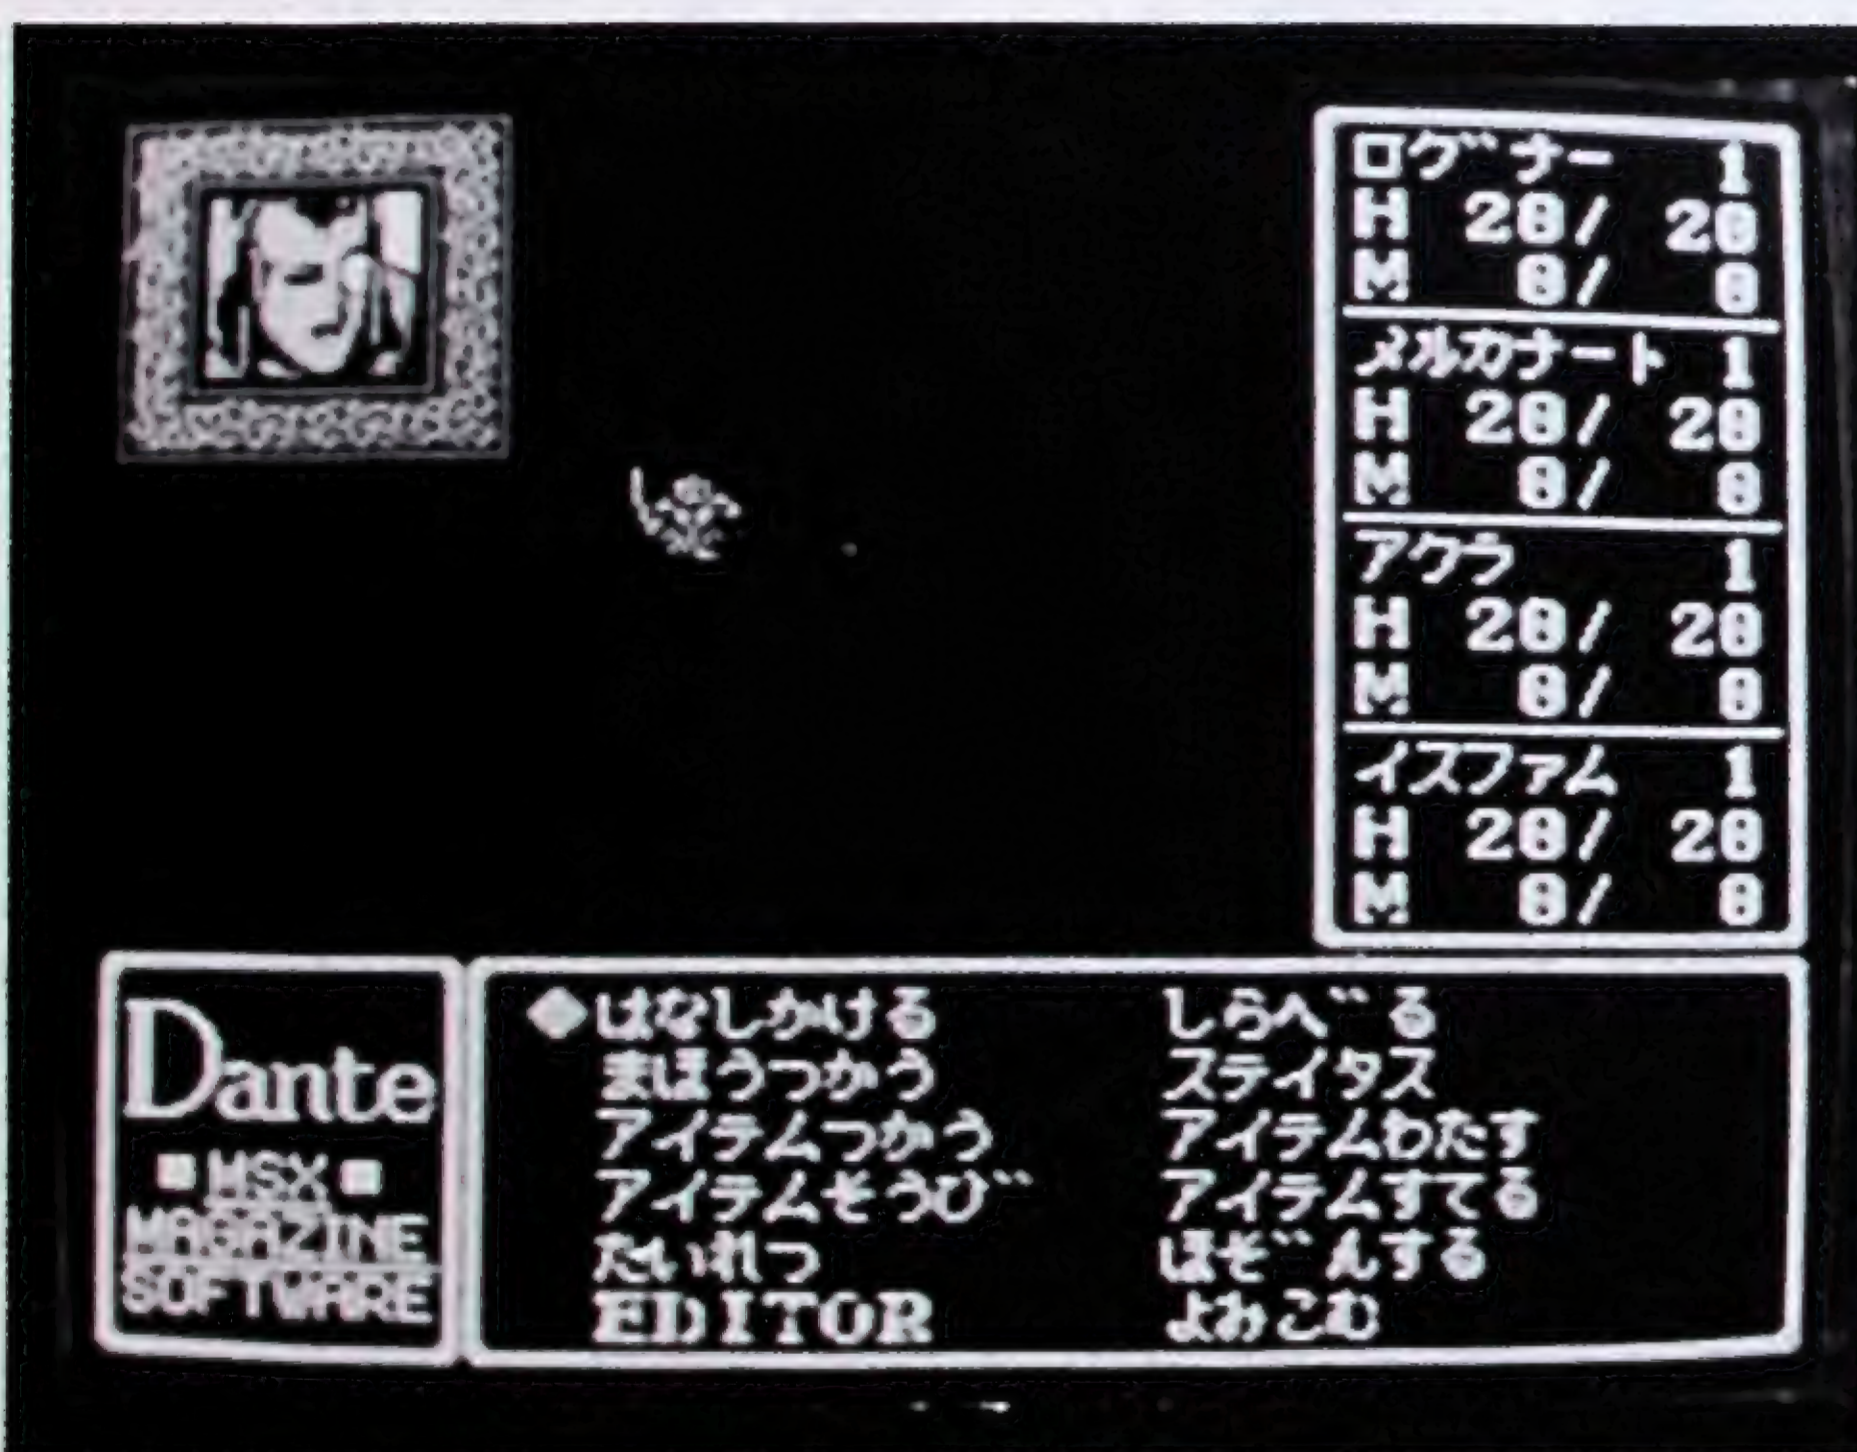 ログナー 1
H 20/ 20
M 0/ 0
メルカナート 1
H 20/ 20
M 0/ 0
アクウ 1
H 20/ 20
M 0/ 0
イスファム 1
H 20/ 20
M 0/ 0
Dante
■MSX■
MAGAZINE
SOFTWARE
◆はなしかける しらべる
まほうつかう ステイタス
アイテムつかう アイテムわたす
アイテムそうび アイテムすてる
たいれつ ほぞんする
EDITOR よみこむ